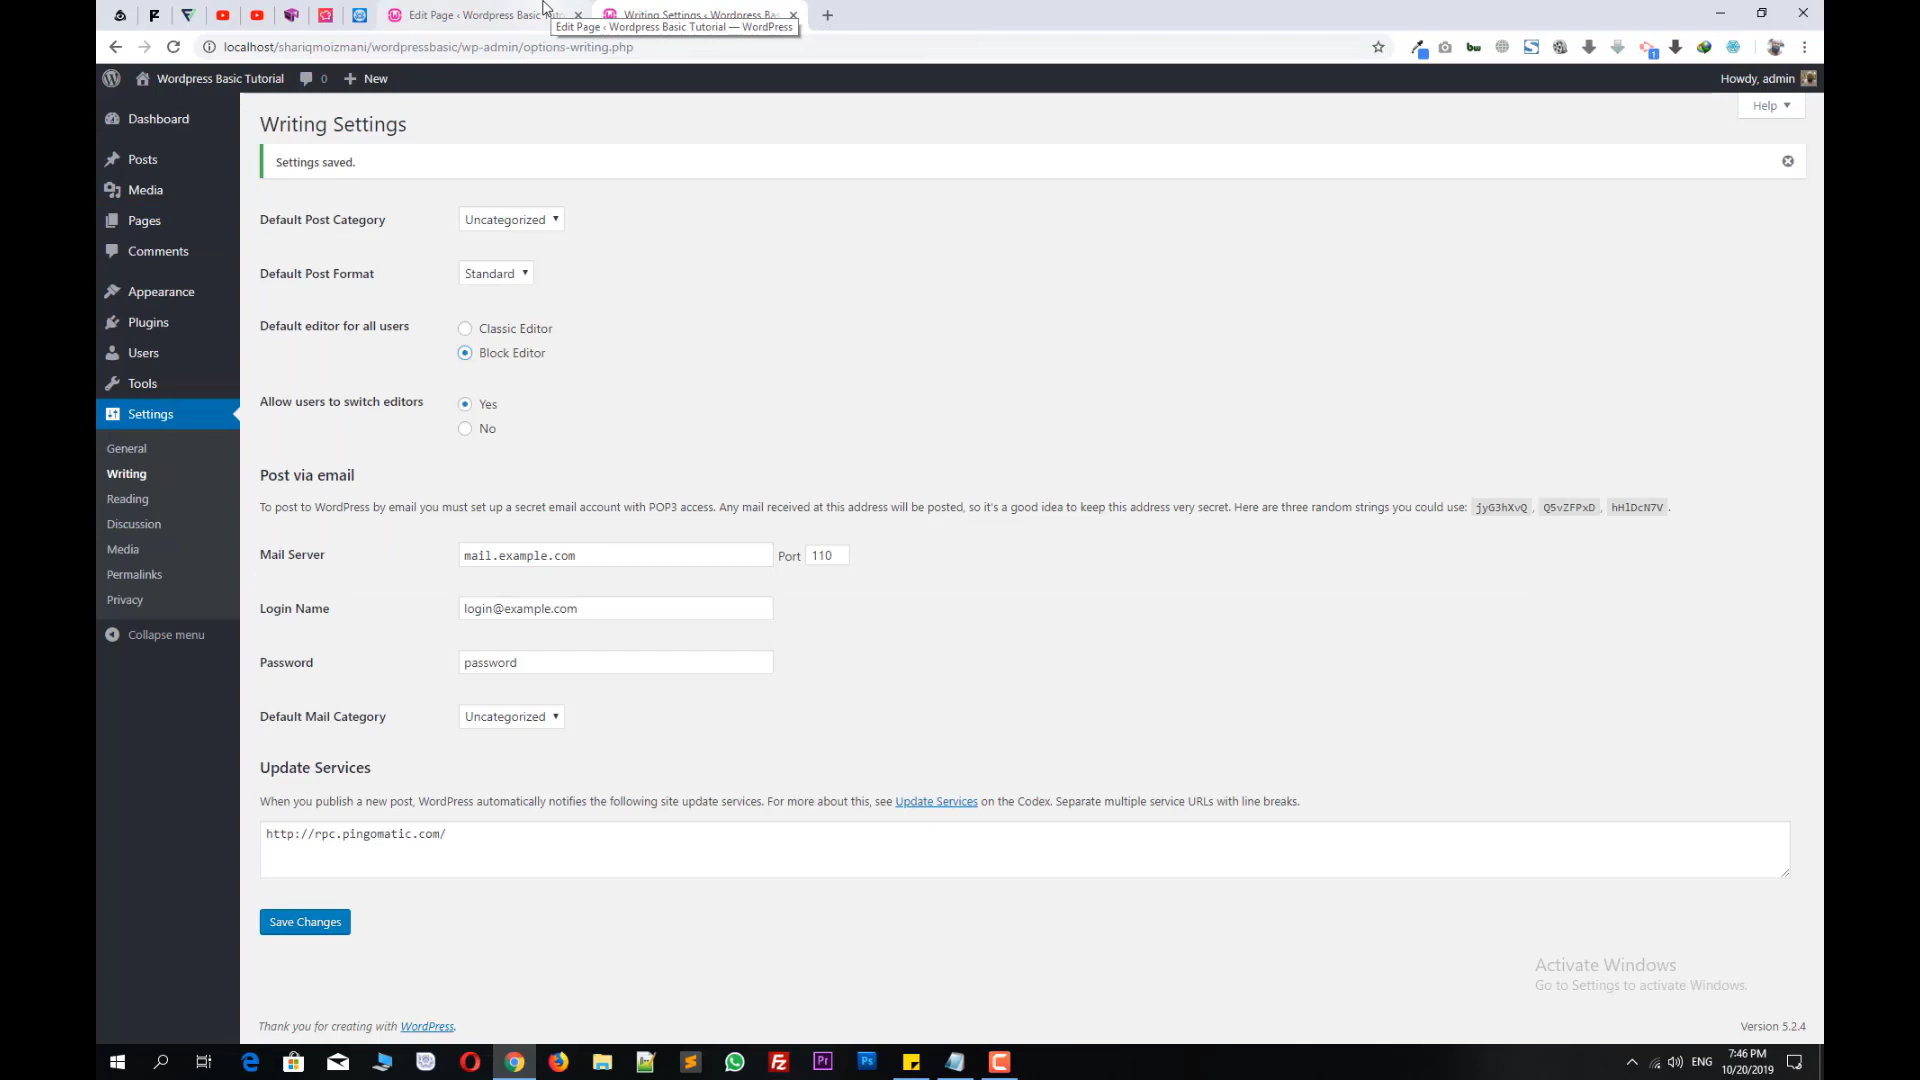 Edit Page ‹ Wordpress Basic Tuto
Writing Settings ‹ Wordpress Bas
Edit Page ‹ Wordpress Basic Tutorial — WordPress
localhost/shariqmoizmani/wordpressbasic/wp-admin/options-writing.php
Wordpress Basic Tutorial 0 New
Howdy, admin
Help
Dashboard
Posts
Media
Pages
Comments
Appearance
Plugins
Users
Tools
Settings
General
Writing
Reading
Discussion
Media
Permalinks
Privacy
Collapse menu
Writing Settings
Settings saved.
Default Post Category Uncategorized
Default Post Format Standard
Default editor for all users Classic Editor
Block Editor
Allow users to switch editors Yes
No
Post via email
To post to WordPress by email you must set up a secret email account with POP3 access. Any mail received at this address will be posted, so it's a good idea to keep this address very secret. Here are three random strings you could use: jyG3hXvQ, Q5vZFPxD, hHlDcN7V.
Mail Server mail.example.com Port 110
Login Name login@example.com
Password password
Default Mail Category Uncategorized
Update Services
When you publish a new post, WordPress automatically notifies the following site update services. For more about this, see Update Services on the Codex. Separate multiple service URLs with line breaks.
http://rpc.pingomatic.com/
Save Changes
Activate Windows
Go to Settings to activate Windows.
Thank you for creating with WordPress.
Version 5.2.4
ENG
7:46 PM
10/20/2019